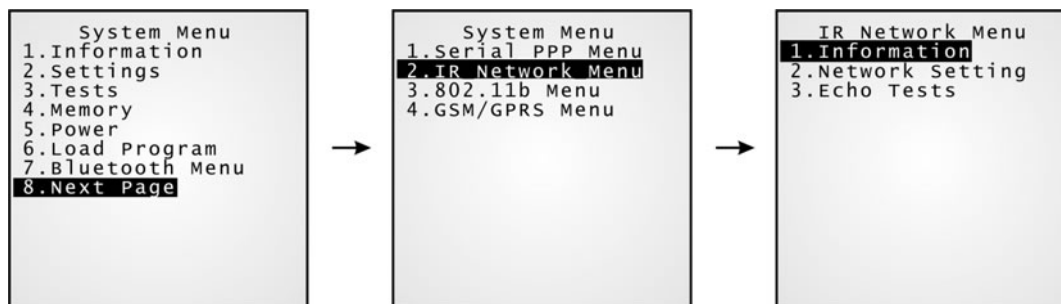 System Menu
1.Information
2.Settings
3.Tests
4.Memory
5.Power
6.Load Program
7.Bluetooth Menu
8.Next Page
System Menu
1.Serial PPP Menu
2.IR Network Menu
3.802.11b Menu
4.GSM/GPRS Menu
IR Network Menu
1.Information
2.Network Setting
3.Echo Tests